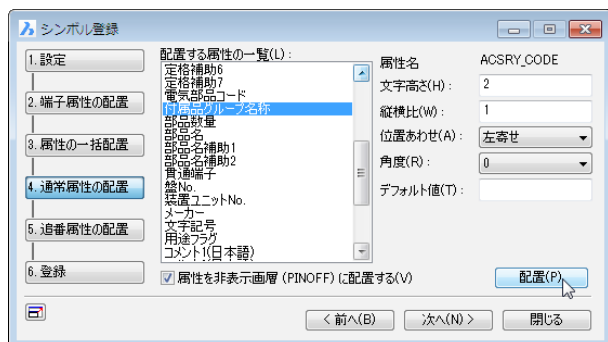 シンボル登録
1. 設定
2. 端子属性の配置
3. 属性の一括配置
4. 通常属性の配置
5. 追番属性の配置
6. 登録
配置する属性の一覧(L) :
定格補助6
定格補助7
電気部品コード
付属品グループ名称
部品数量
部品名
部品名補助1
部品名補助2
貫通端子
盤No.
装置ユニットNo.
メーカー
文字記号
用途フラグ
コメント1(日本語)
属性を非表示画層 (PINOFF) に配置する(V)
属性名 ACSRY_CODE
文字高さ(H) : 2
縦横比(W) : 1
位置あわせ(A) : 左寄せ
角度(R) : 0
デフォルト値(T) :
配置(P)
< 前へ(B)
次へ(N) >
閉じる